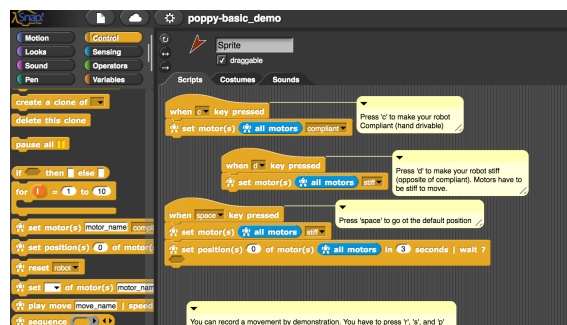 Snap!
poppy-basic_demo
Motion
Control
Looks
Sensing
Sound
Operators
Pen
Variables
Sprite
draggable
Scripts Costumes Sounds
create a clone of
delete this clone
pause all
if then else
for i = 1 to 10
set motor(s) motor_name compl
set position(s) 0 of motor(
reset robot
set of motor(s) motor_nam
play move move_name | speed
sequence
when c key pressed
set motor(s) all motors compliant
Press 'c' to make your robot
Compliant (hand drivable)
when d key pressed
set motor(s) all motors stiff
Press 'd' to make your robot stiff
(opposite of compliant). Motors have to
be stiff to move.
when space key pressed
set motor(s) all motors stiff
set position(s) 0 of motor(s) all motors in 3 seconds | wait ?
Press 'space' to go ot the default position
You can record a movement by demonstration. You have to press 'r', 's', and 'p'